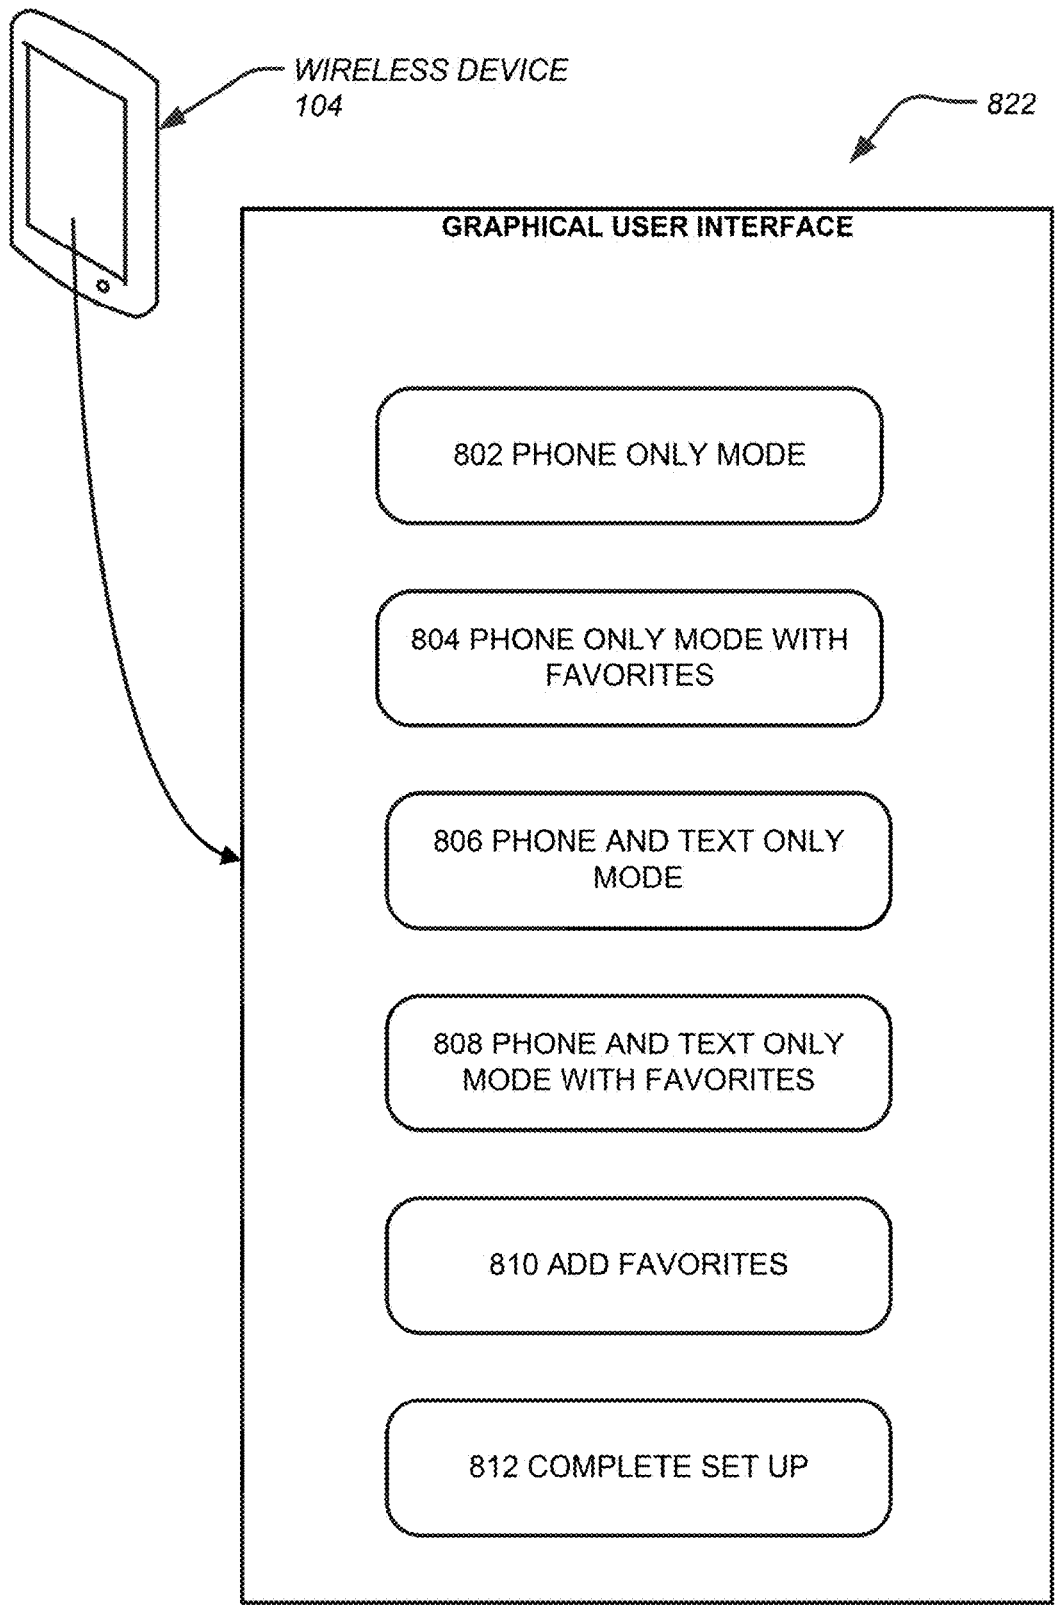 WIRELESS DEVICE
104
822
GRAPHICAL USER INTERFACE
802 PHONE ONLY MODE
804 PHONE ONLY MODE WITH
FAVORITES
806 PHONE AND TEXT ONLY
MODE
808 PHONE AND TEXT ONLY
MODE WITH FAVORITES
810 ADD FAVORITES
812 COMPLETE SET UP